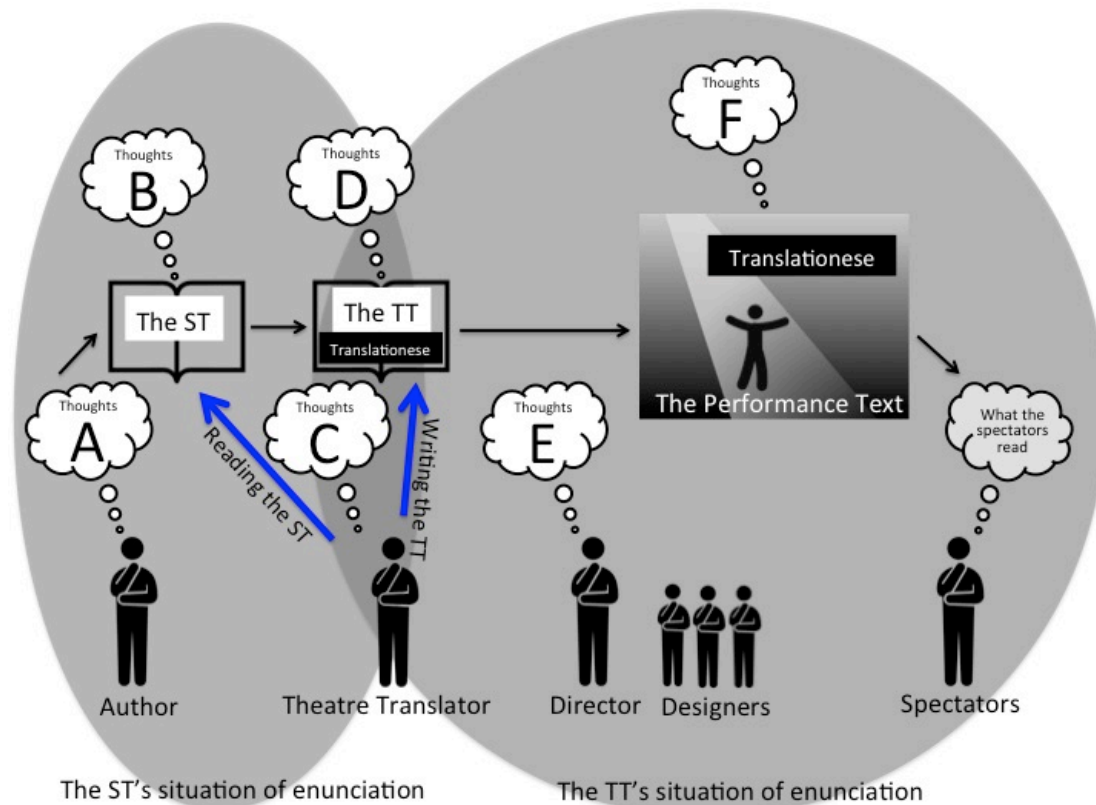 Thoughts
F
Thoughts
B
Thoughts
D
Translationese
The ST
The TT
Translationese
The Performance Text
Thoughts
A
Thoughts
C
Thoughts
E
What the
spectators
read
Reading the ST
Writing the TT
Author
Theatre Translator
Director
Designers
Spectators
The ST's situation of enunciation
The TT's situation of enunciation